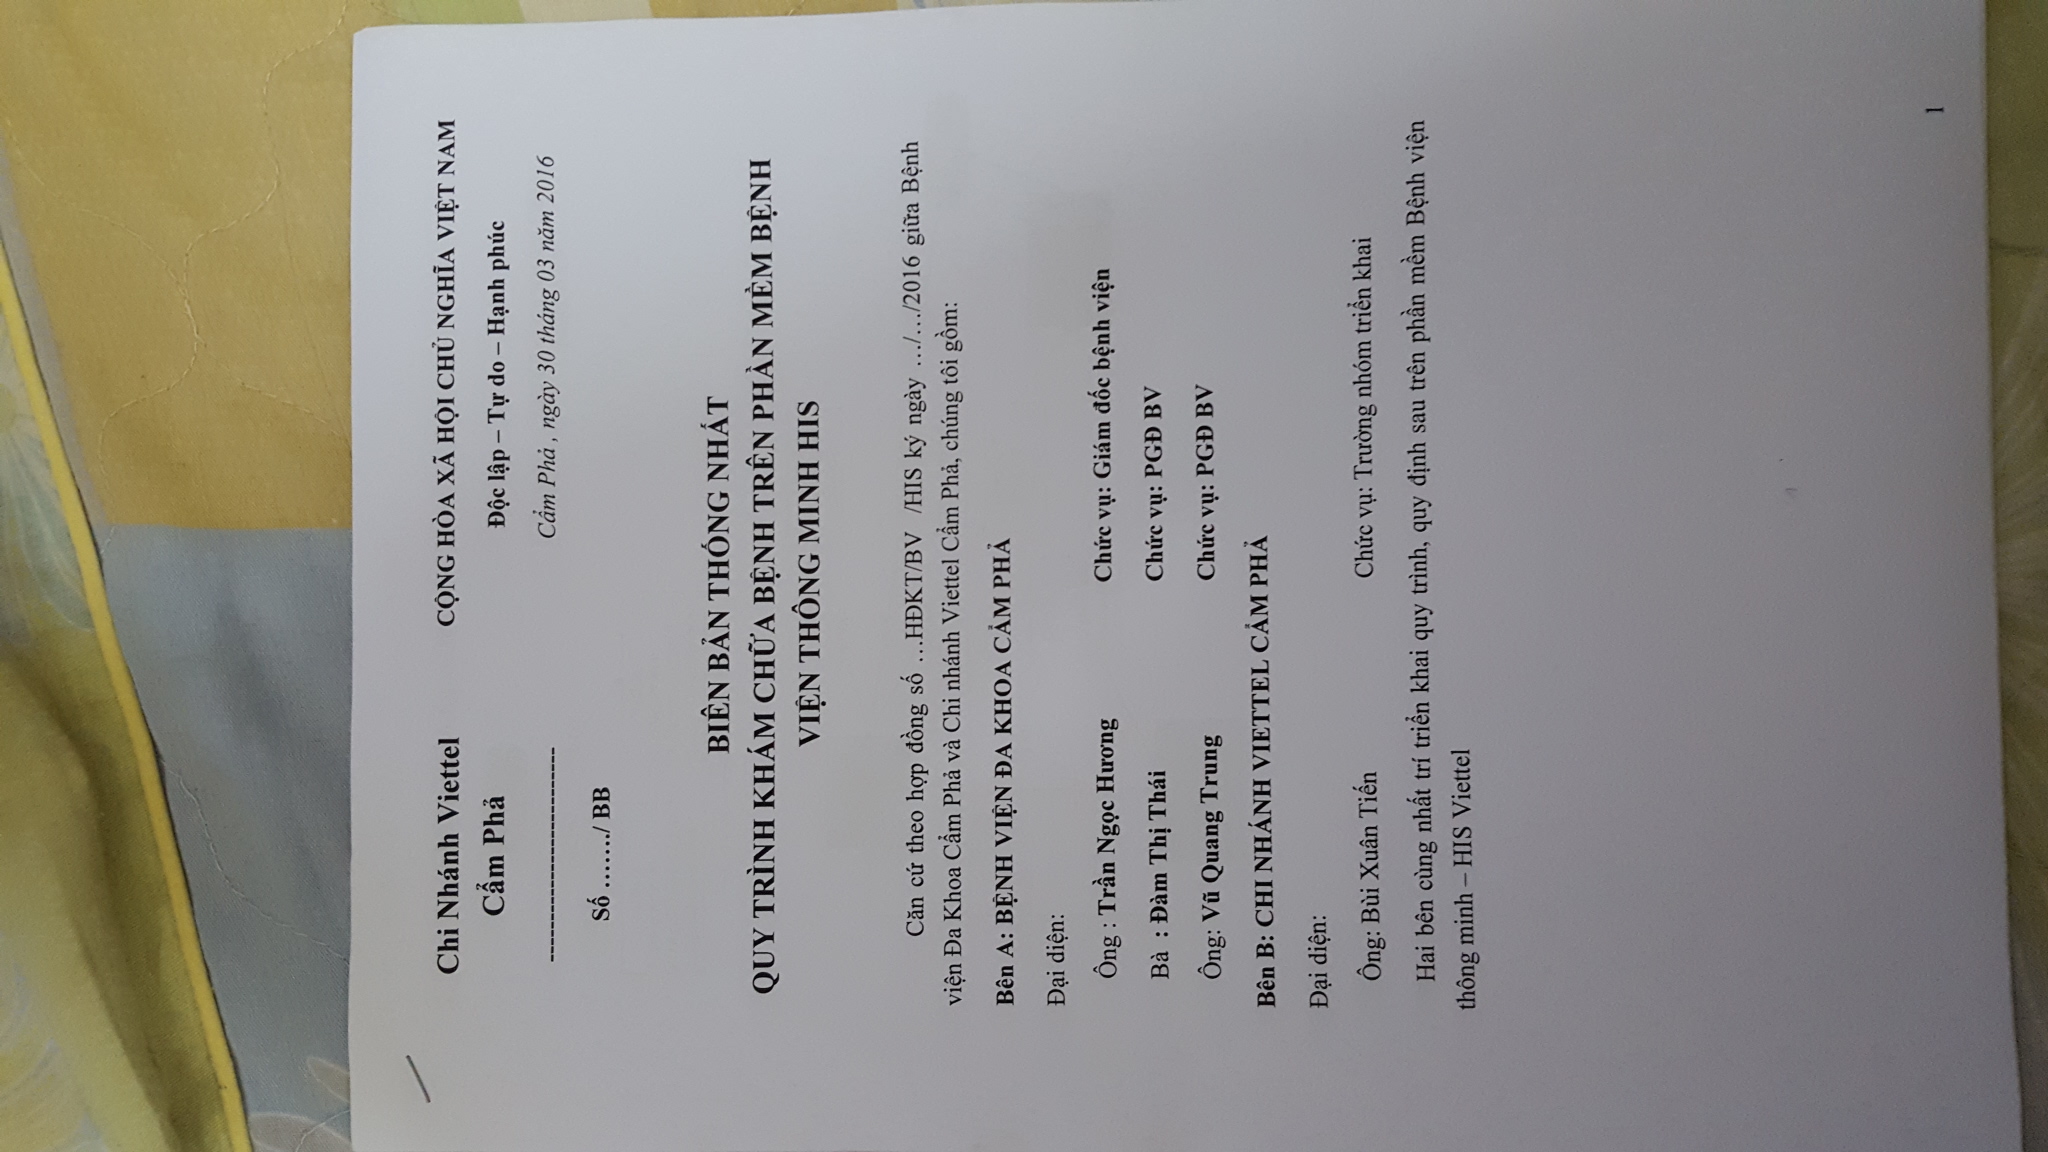 Chi Nhánh Viettel
Cẩm Phả
--------------------------
Số ……./ BB
CỘNG HÒA XÃ HỘI CHỦ NGHĨA VIỆT NAM
Độc lập – Tự do – Hạnh phúc
Cẩm Phả , ngày 30 tháng 03 năm 2016
BIÊN BẢN THỐNG NHẤT
QUY TRÌNH KHÁM CHỮA BỆNH TRÊN PHẦN MỀM BỆNH
VIỆN THÔNG MINH HIS
Căn cứ theo hợp đồng số …HĐKT/BV /HIS ký ngày …/…/2016 giữa Bệnh
viện Đa Khoa Cẩm Phả và Chi nhánh Viettel Cẩm Phả, chúng tôi gồm:
Bên A: BỆNH VIỆN ĐA KHOA CẨM PHẢ
Đại diện:
Ông : Trần Ngọc Hương Chức vụ: Giám đốc bệnh viện
Bà : Đàm Thị Thái Chức vụ: PGĐ BV
Ông: Vũ Quang Trung Chức vụ: PGĐ BV
Bên B: CHI NHÁNH VIETTEL CẨM PHẢ
Đại diện:
Ông: Bùi Xuân Tiến Chức vụ: Trường nhóm triển khai
Hai bên cùng nhất trí triển khai quy trình, quy định sau trên phần mềm Bệnh viện
thông minh – HIS Viettel
1